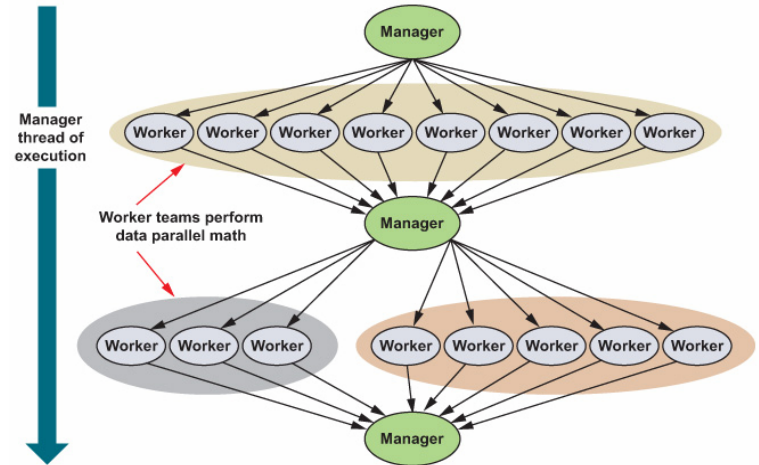 Manager
Manager
thread of
execution
Worker Worker Worker Worker Worker Worker Worker Worker
Worker teams perform
data parallel math
Manager
Worker Worker Worker Worker Worker Worker Worker Worker
Manager